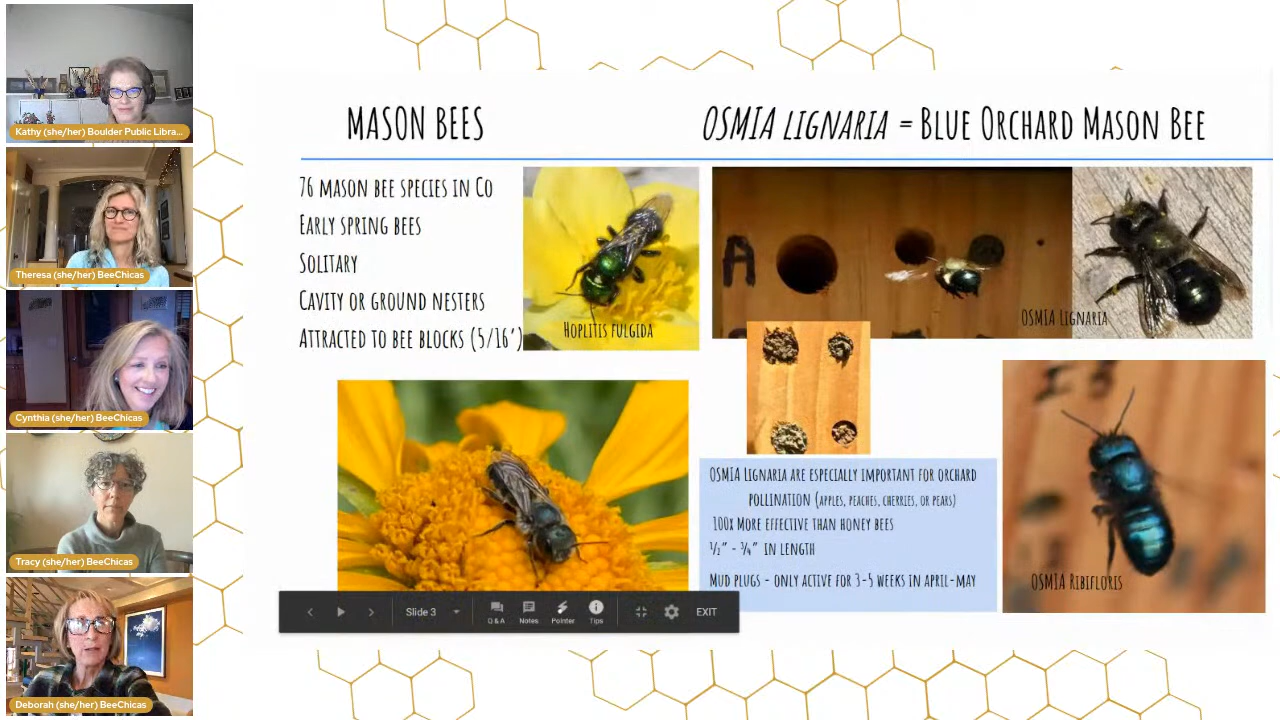 Kathy (she/her) Boulder Public Libra...
Theresa (she/her) BeeChicas
Cynthia (she/her) BeeChicas
Tracy (she/her) BeeChicas
Deborah (she/her) BeeChicas
MASON BEES
OSMIA LIGNARIA = BLUE ORCHARD MASON BEE
76 MASON BEE SPECIES IN CO
EARLY SPRING BEES
SOLITARY
CAVITY OR GROUND NESTERS
ATTRACTED TO BEE BLOCKS (5/16")
HOPLITIS FULGIDA
A
OSMIA LIGNARIA
OSMIA LIGNARIA ARE ESPECIALLY IMPORTANT FOR ORCHARD
POLLINATION (APPLES, PEACHES, CHERRIES, OR PEARS)
100X MORE EFFECTIVE THAN HONEY BEES
1/2" - 3/4" IN LENGTH
MUD PLUGS - ONLY ACTIVE FOR 3-5 WEEKS IN APRIL-MAY
OSMIA RIBIFLORIS
Slide 3
Q & A
Notes
Pointer
Tips
EXIT